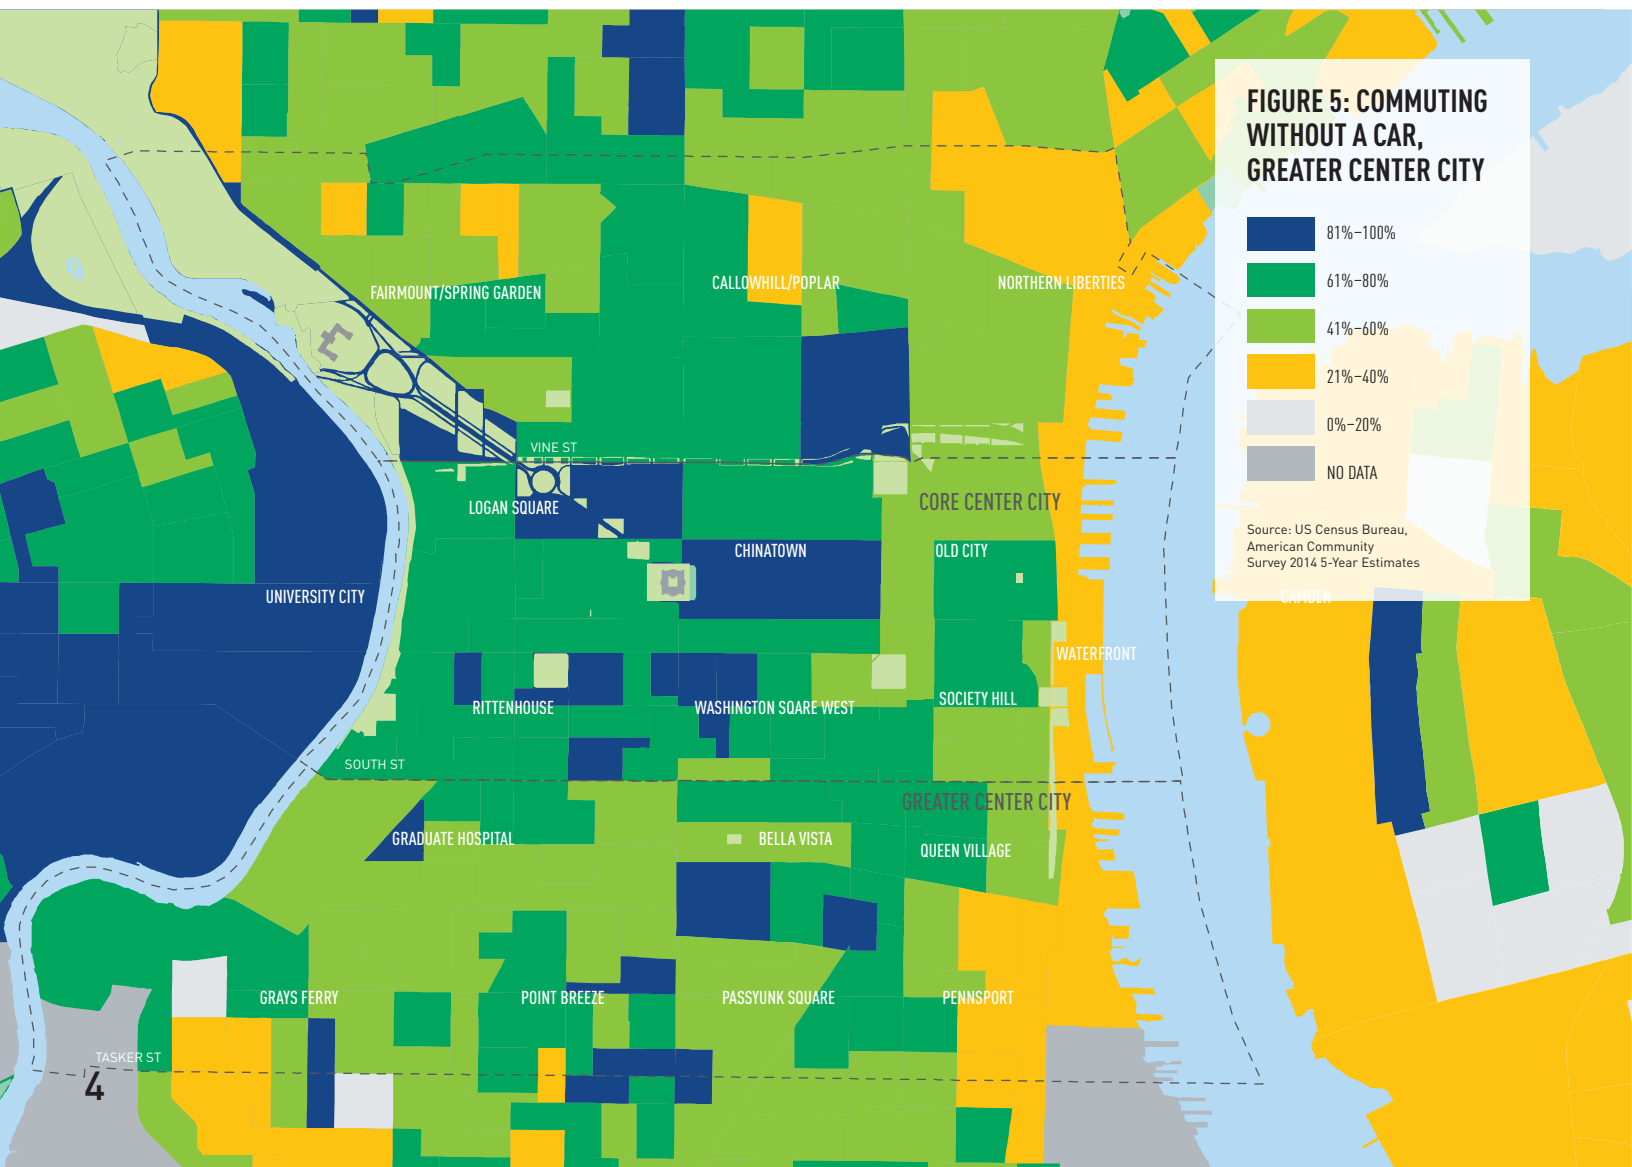 FIGURE 5: COMMUTING
WITHOUT A CAR,
GREATER CENTER CITY
81%–100%
61%–80%
41%–60%
21%–40%
0%–20%
NO DATA
Source: US Census Bureau,
American Community
Survey 2014 5-Year Estimates
FAIRMOUNT/SPRING GARDEN
CALLOWHILL/POPLAR
NORTHERN LIBERTIES
VINE ST
LOGAN SQUARE
CORE CENTER CITY
CHINATOWN
OLD CITY
UNIVERSITY CITY
CAMDEN
WATERFRONT
RITTENHOUSE
WASHINGTON SQARE WEST
SOCIETY HILL
SOUTH ST
GREATER CENTER CITY
GRADUATE HOSPITAL
BELLA VISTA
QUEEN VILLAGE
GRAYS FERRY
POINT BREEZE
PASSYUNK SQUARE
PENNSPORT
TASKER ST
4